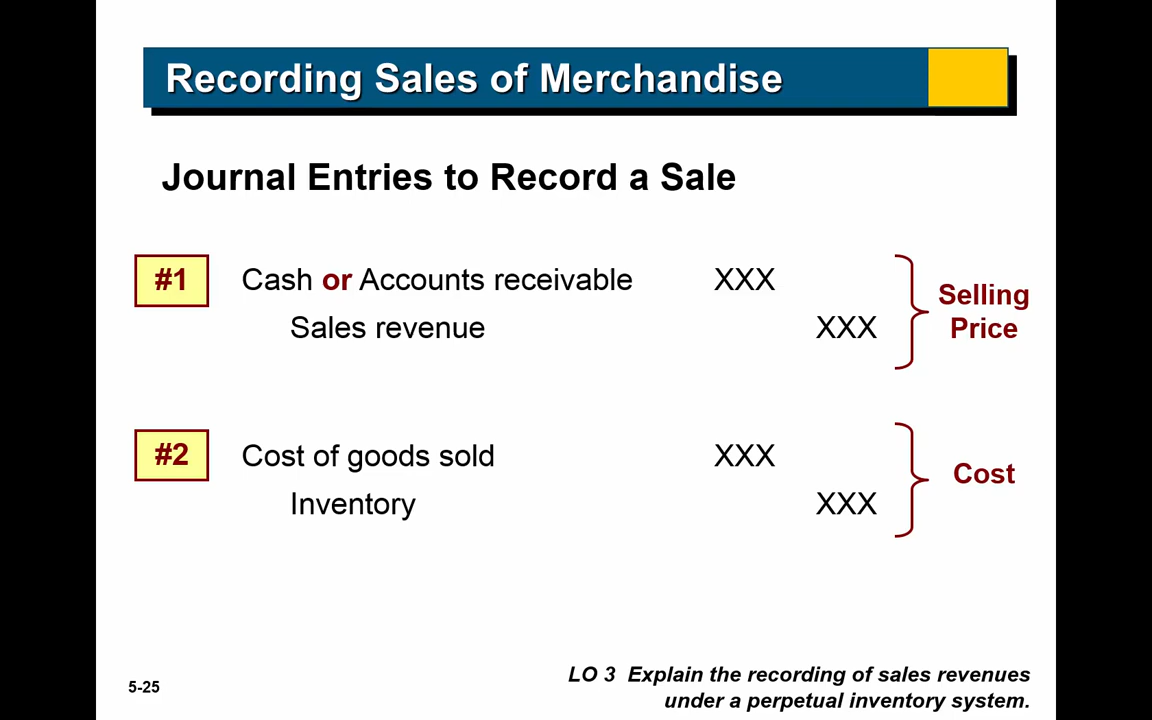 Recording Sales of Merchandise
Journal Entries to Record a Sale
#1 Cash or Accounts receivable XXX
Sales revenue XXX
Selling
Price
#2 Cost of goods sold XXX
Inventory XXX
Cost
5-25
LO 3 Explain the recording of sales revenues
under a perpetual inventory system.